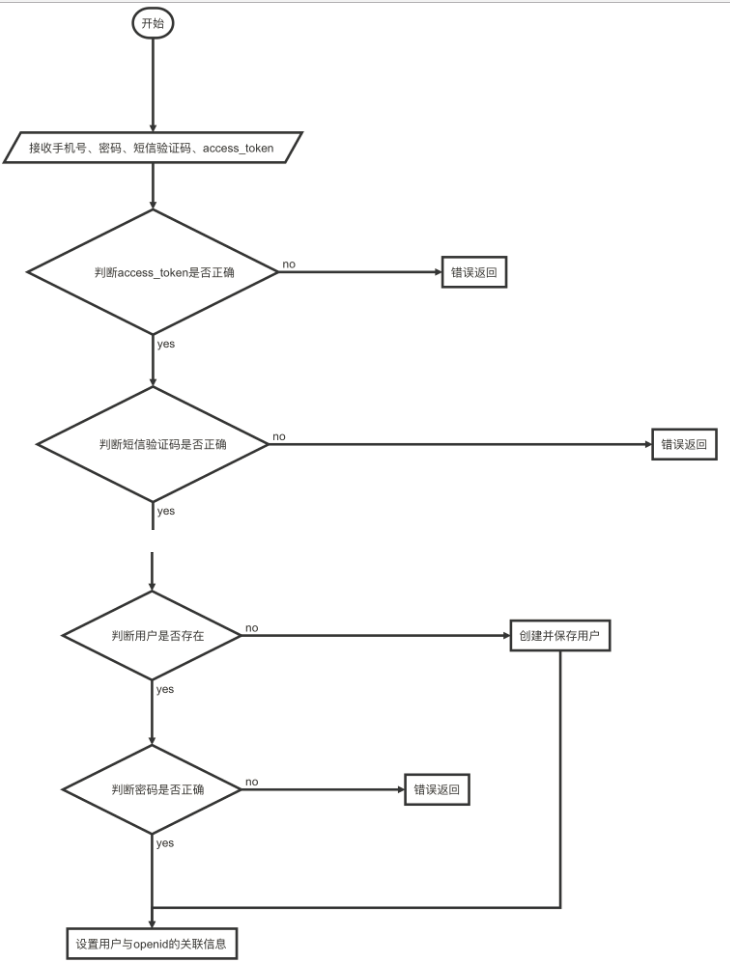 开始
接收手机号、密码、短信验证码、access_token
判断access_token是否正确
no
错误返回
yes
判断短信验证码是否正确
no
错误返回
yes
判断用户是否存在
no
创建并保存用户
yes
判断密码是否正确
no
错误返回
yes
设置用户与openid的关联信息